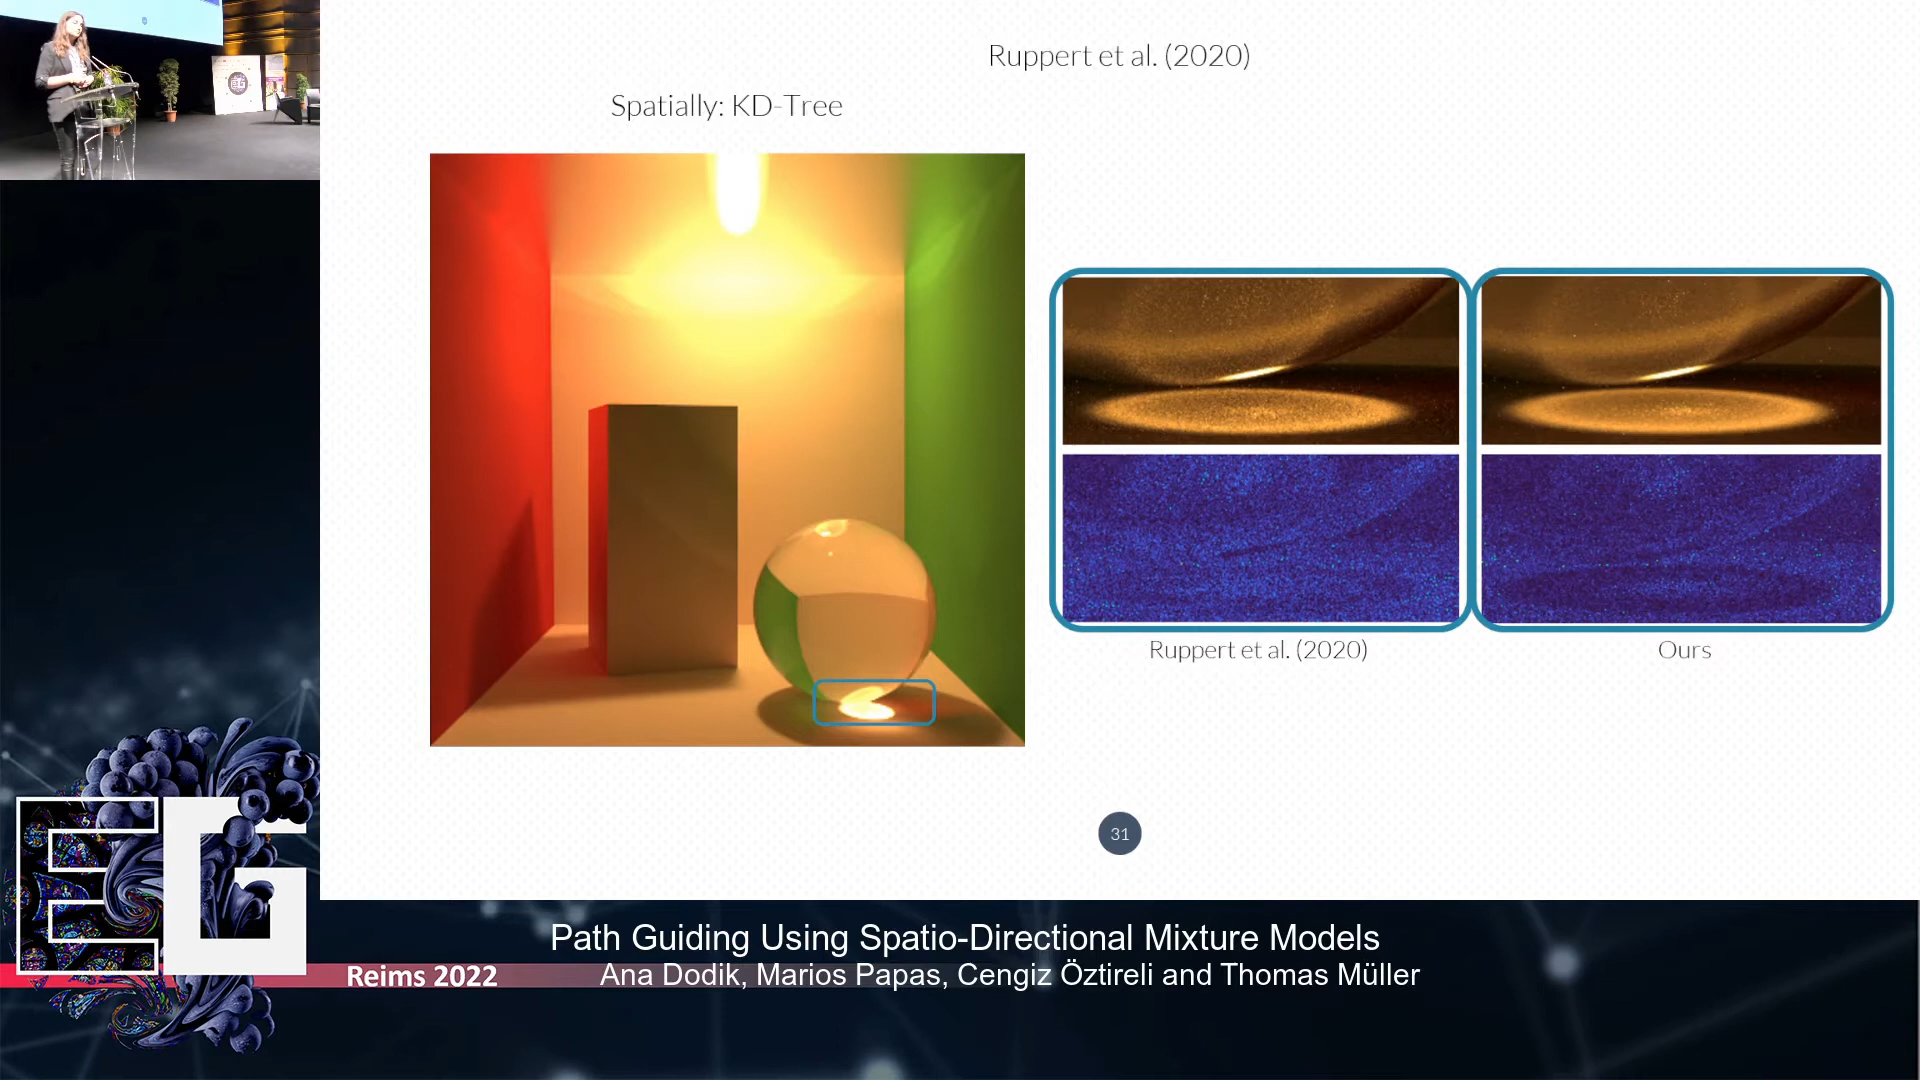 Ruppert et al. (2020)
Spatially: KD-Tree
Ruppert et al. (2020)
Ours
31
EG
Path Guiding Using Spatio-Directional Mixture Models
Reims 2022
Ana Dodik, Marios Papas, Cengiz Öztireli and Thomas Müller